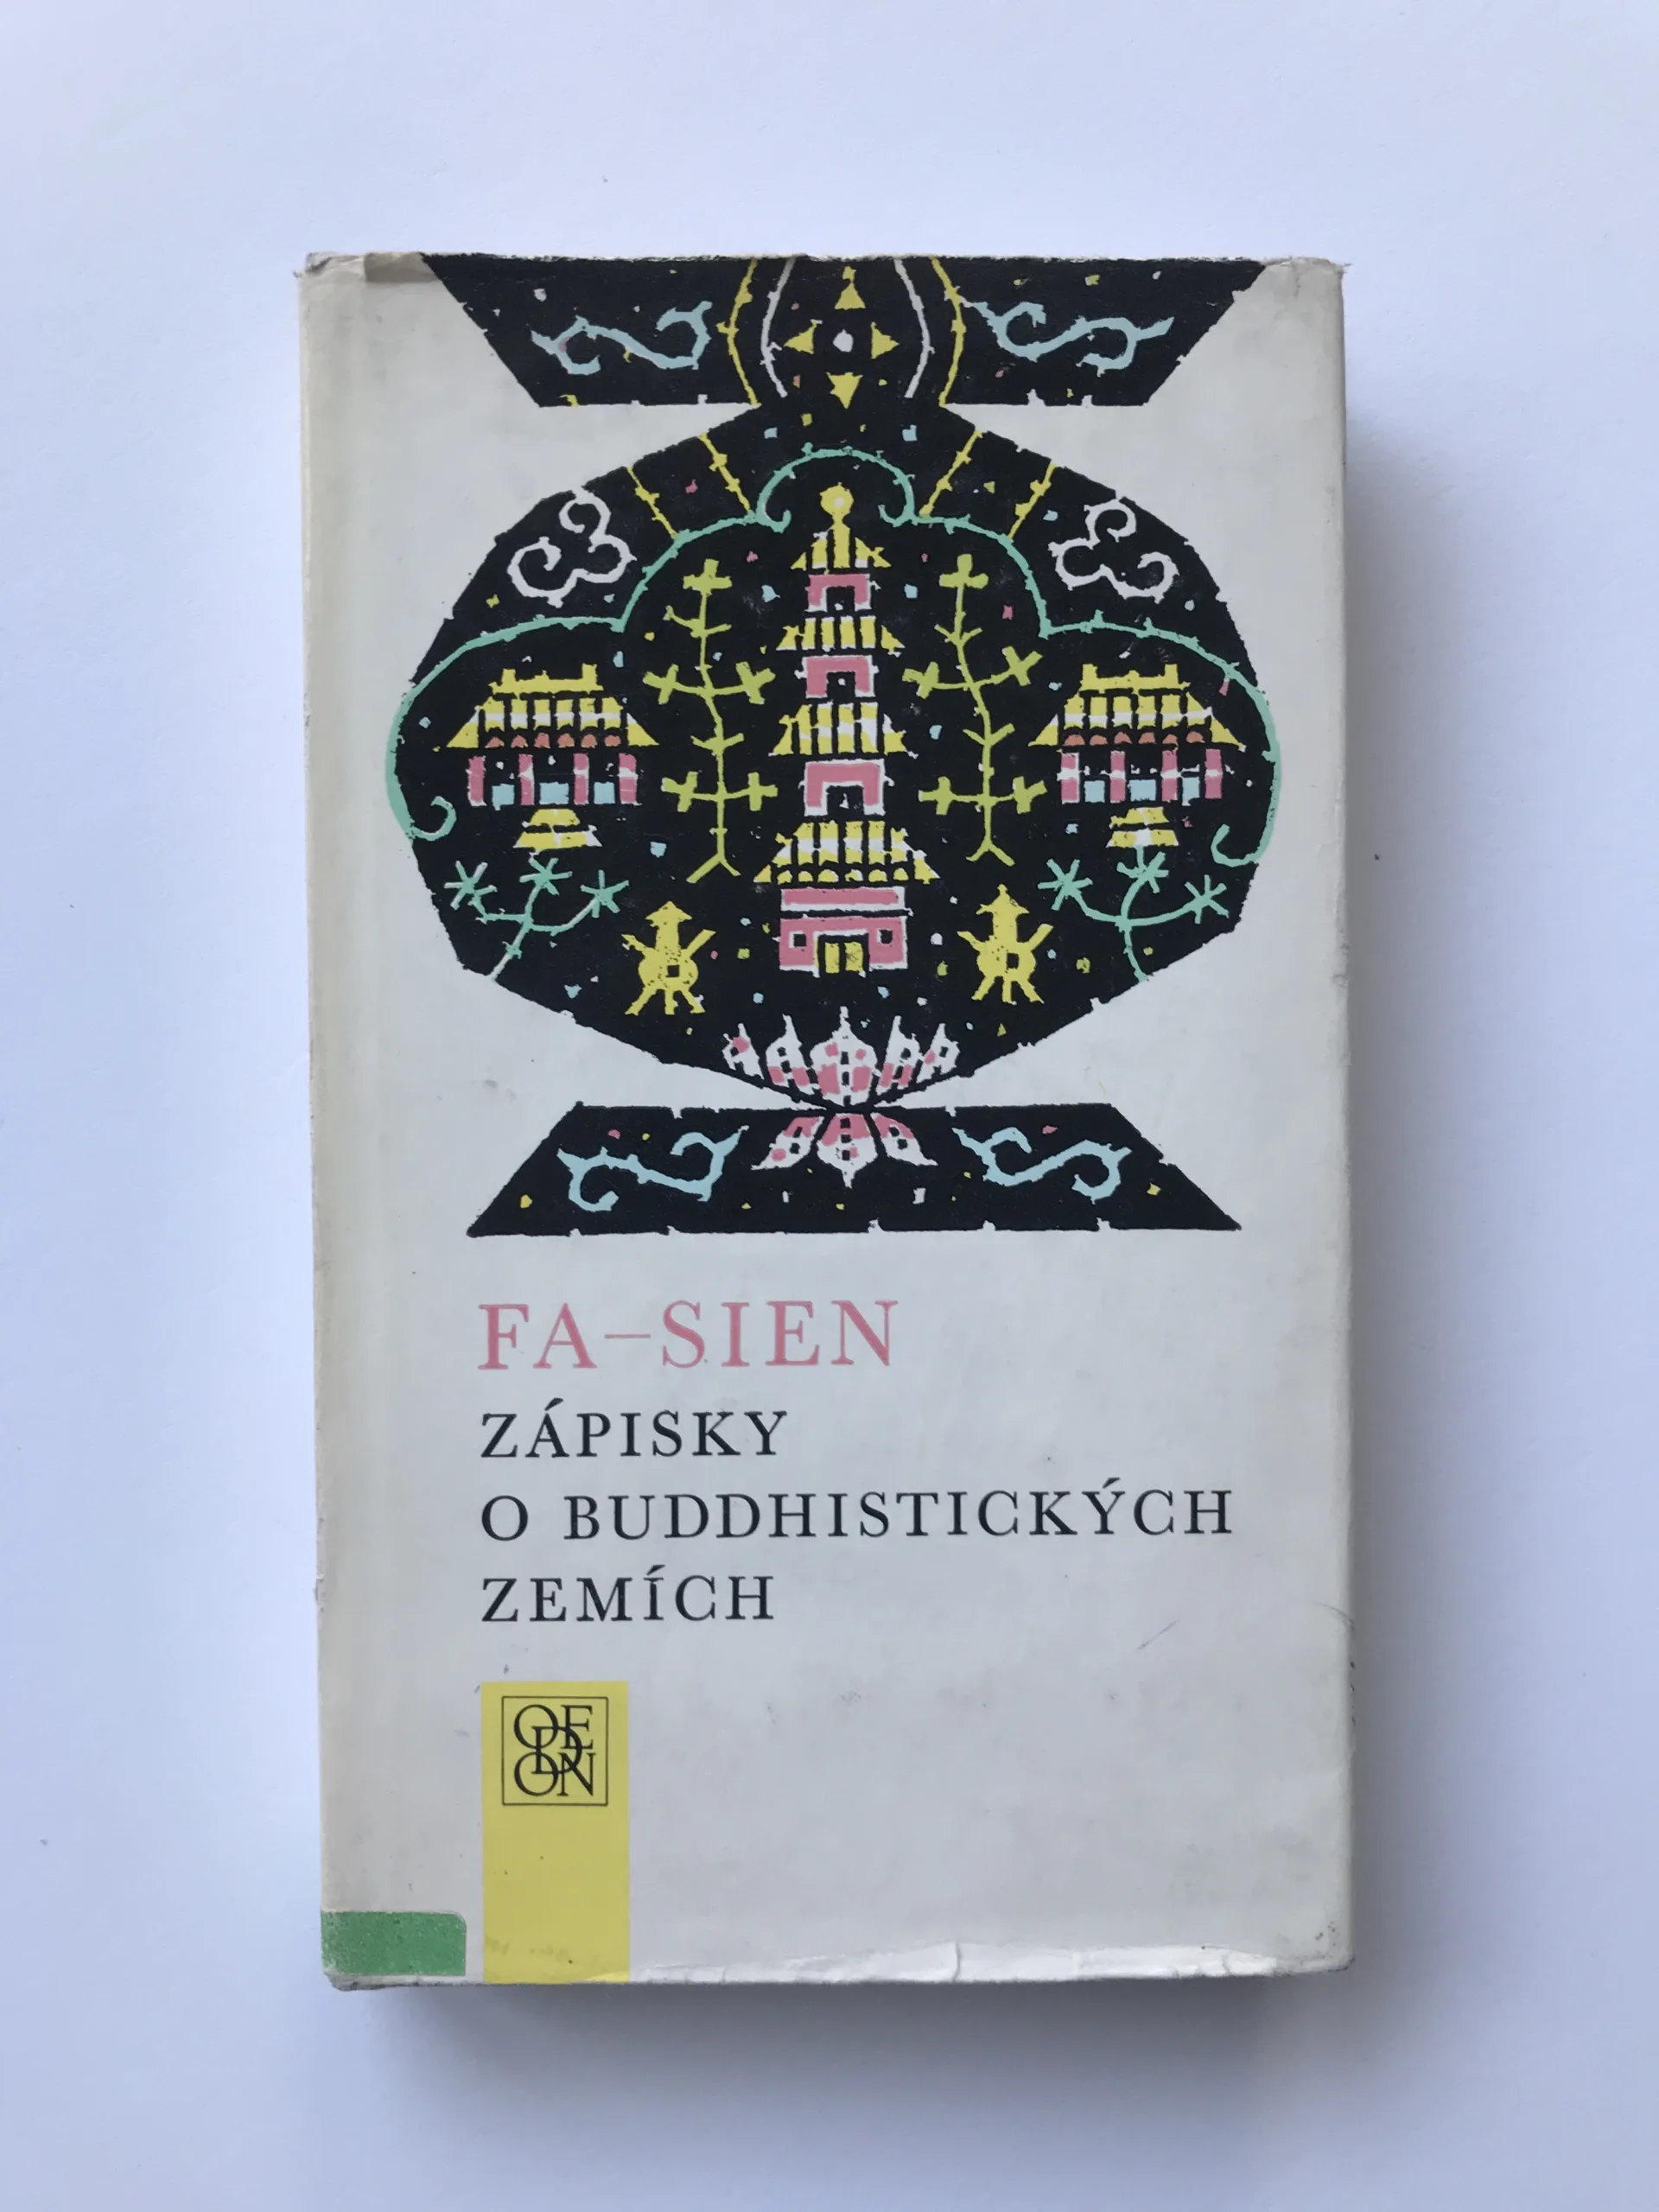 FA–SIEN
ZÁPISKY
O BUDDHISTICKÝCH
ZEMÍCH
ODEON